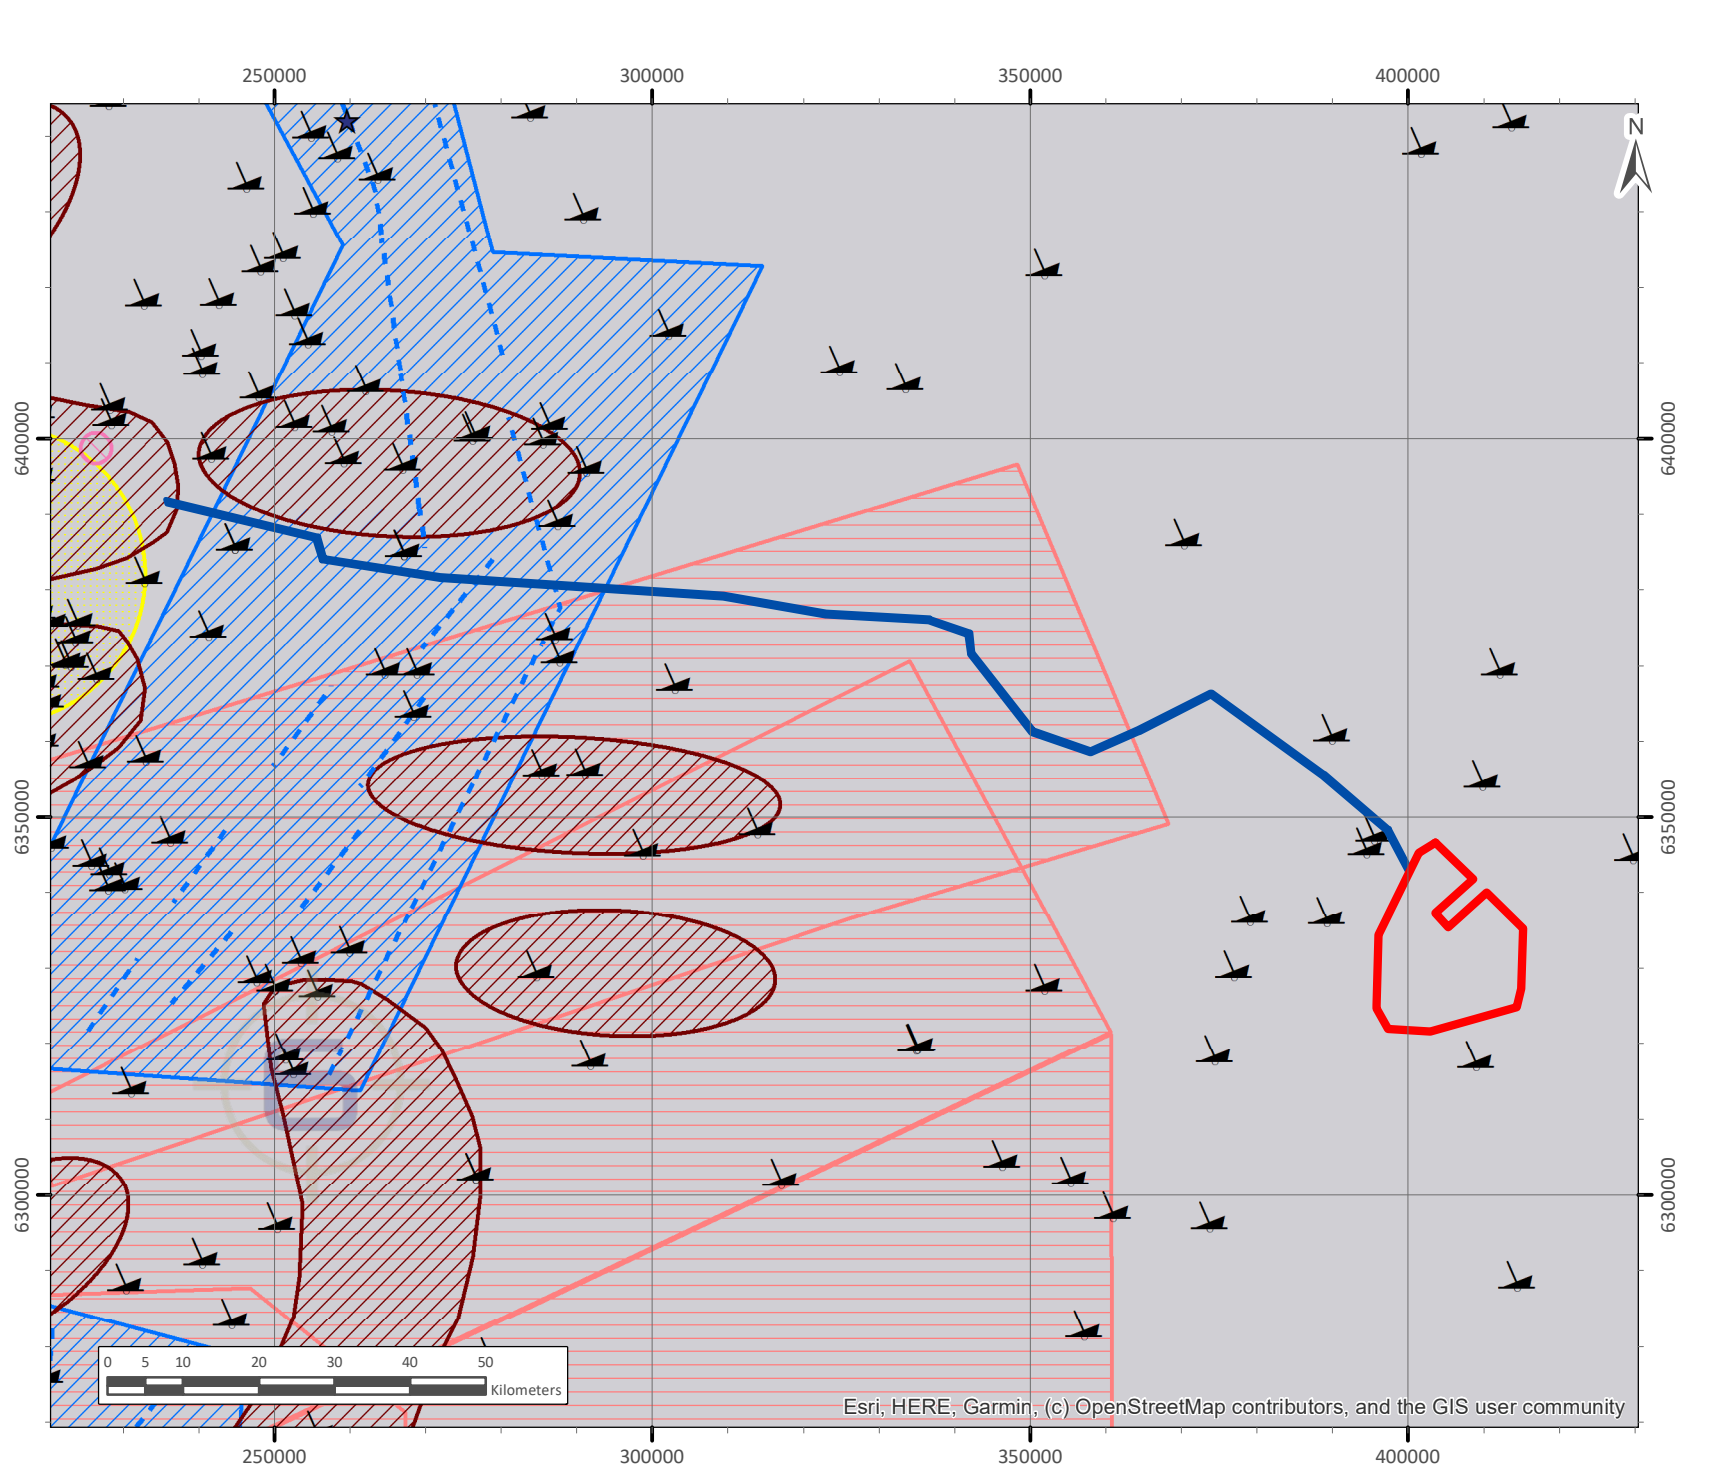 250000 300000 350000 400000
N
6400000 6400000
6350000 6350000
6300000 6300000
0 5 10 20 30 40 50
Kilometers
Esri, HERE, Garmin, (c) OpenStreetMap contributors, and the GIS user community
250000 300000 350000 400000